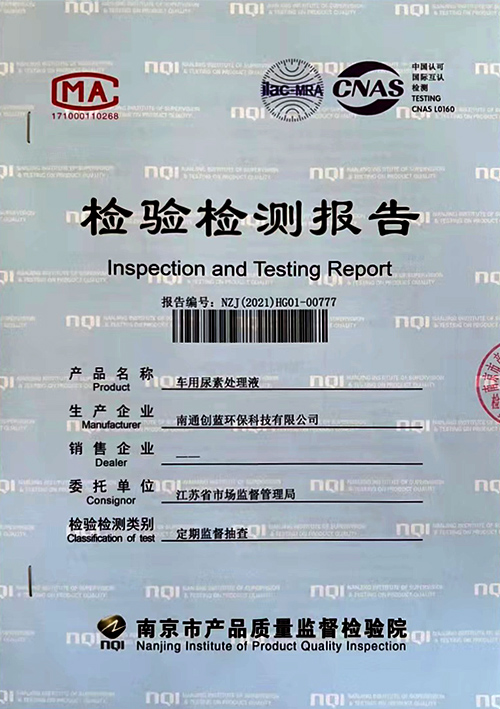 MA
171000110268
ilac-MRA
CNAS
中国认可
国际互认
检测
TESTING
CNAS L0160
检验检测报告
Inspection and Testing Report
报告编号: NZJ(2021)HG01-00777
产品名称 车用尿素处理液
Product
生产企业 南通创蓝环保科技有限公司
Manufacturer
销售企业 ——
Dealer
委托单位 江苏省市场监督管理局
Consignor
检验检测类别 定期监督抽查
Classification of test
nqi 南京市产品质量监督检验院
Nanjing Institute of Product Quality Inspection